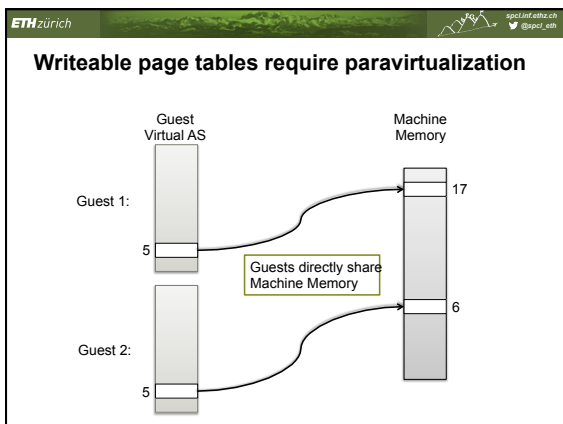 ETH zürich
spcl.inf.ethz.ch
@spcl_eth
Writeable page tables require paravirtualization
Guest
Virtual AS
Machine
Memory
Guest 1:
17
5
Guests directly share
Machine Memory
6
Guest 2:
5